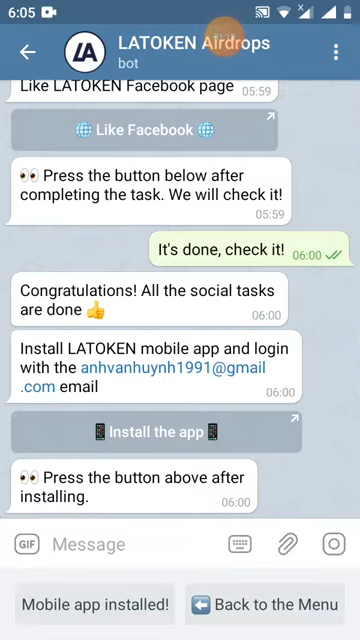 6:05
LATOKEN Airdrops
bot
Like LATOKEN Facebook page
05:59
🌐 Like Facebook 🌐
👀 Press the button below after
completing the task. We will check it!
05:59
It's done, check it! 06:00
Congratulations! All the social tasks
are done 👍
06:00
Install LATOKEN mobile app and login
with the anhvanhuynh1991@gmail
.com email
06:00
📱Install the app📱
👀 Press the button above after
installing.
06:00
GIF Message
Mobile app installed! ⬅️ Back to the Menu